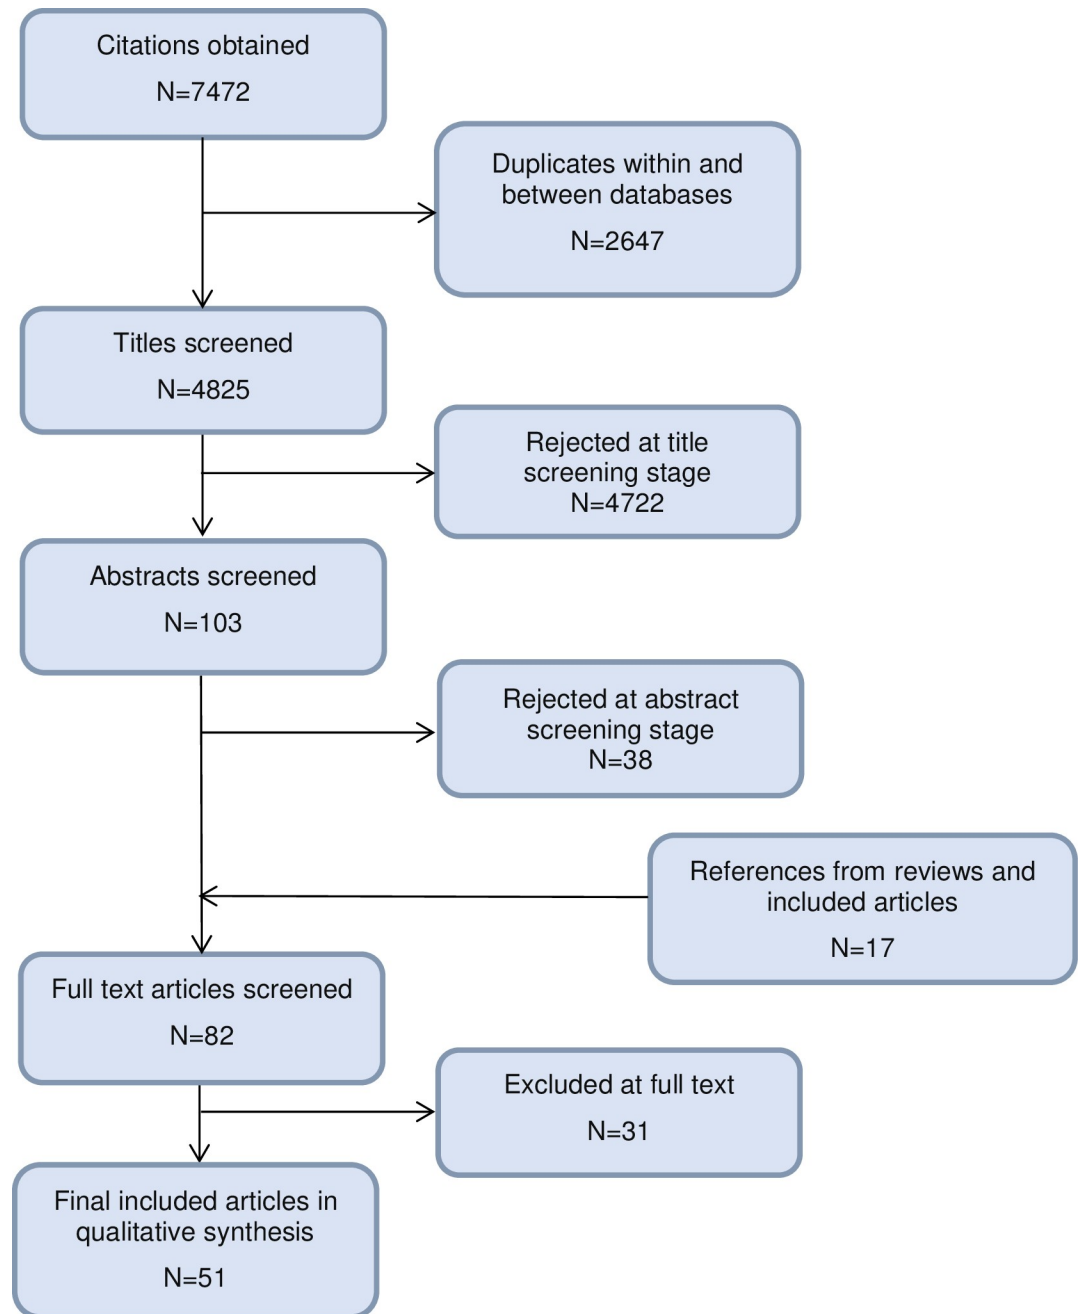 Citations obtained
N=7472
Duplicates within and
between databases
N=2647
Titles screened
N=4825
Rejected at title
screening stage
N=4722
Abstracts screened
N=103
Rejected at abstract
screening stage
N=38
References from reviews and
included articles
N=17
Full text articles screened
N=82
Excluded at full text
N=31
Final included articles in
qualitative synthesis
N=51